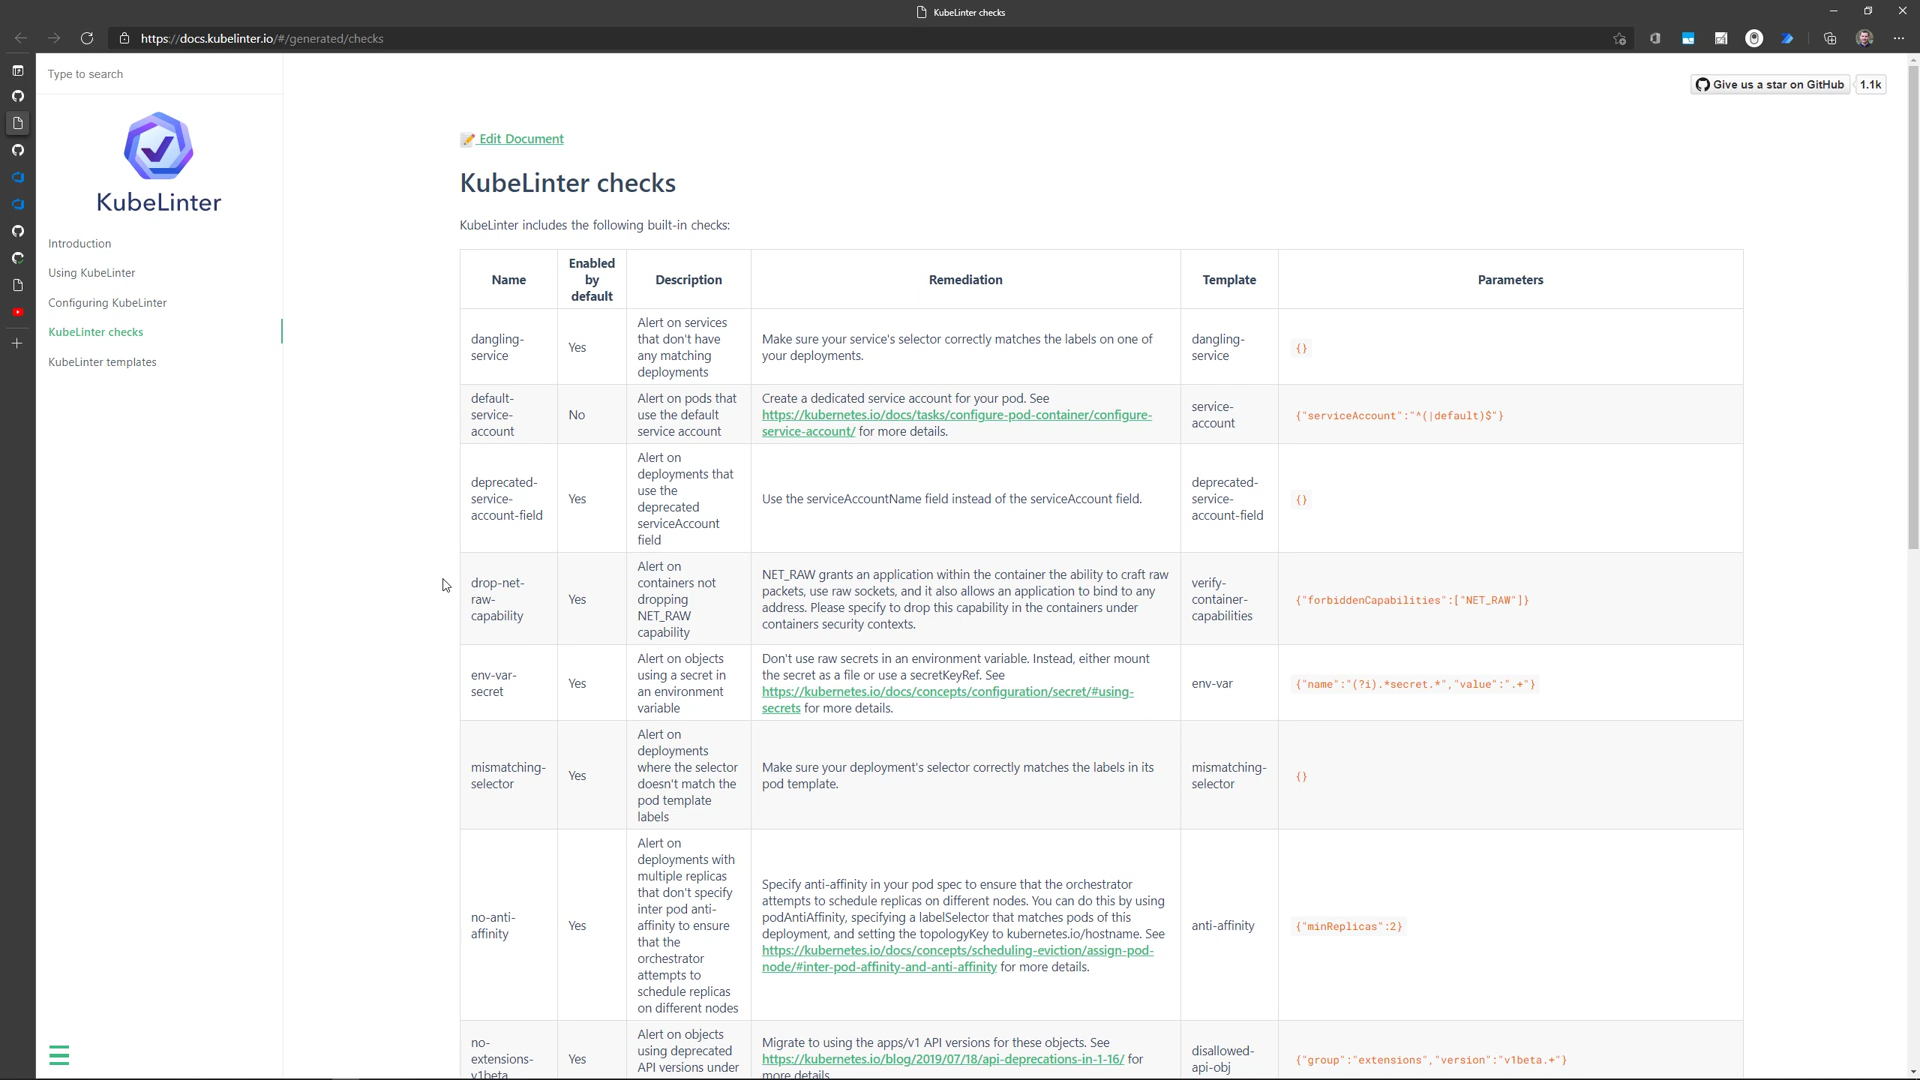 KubeLinter checks
https://docs.kubelinter.io/#/generated/checks
Type to search
KubeLinter
Introduction
Using KubeLinter
Configuring KubeLinter
KubeLinter checks
KubeLinter templates
Give us a star on GitHub
1.1k
Edit Document
KubeLinter checks
KubeLinter includes the following built-in checks:
Name
Enabled
by
default
Description
Remediation
Template
Parameters
dangling-
service
Yes
Alert on services
that don't have
any matching
deployments
Make sure your service's selector correctly matches the labels on one of
your deployments.
dangling-
service
{}
default-
service-
account
No
Alert on pods that
use the default
service account
Create a dedicated service account for your pod. See
https://kubernetes.io/docs/tasks/configure-pod-container/configure-
service-account/ for more details.
service-
account
{"serviceAccount":"^(|default)$"}
deprecated-
service-
account-field
Yes
Alert on
deployments that
use the
deprecated
serviceAccount
field
Use the serviceAccountName field instead of the serviceAccount field.
deprecated-
service-
account-field
{}
drop-net-
raw-
capability
Yes
Alert on
containers not
dropping
NET_RAW
capability
NET_RAW grants an application within the container the ability to craft raw
packets, use raw sockets, and it also allows an application to bind to any
address. Please specify to drop this capability in the containers under
containers security contexts.
verify-
container-
capabilities
{"forbiddenCapabilities":["NET_RAW"]}
env-var-
secret
Yes
Alert on objects
using a secret in
an environment
variable
Don't use raw secrets in an environment variable. Instead, either mount
the secret as a file or use a secretKeyRef. See
https://kubernetes.io/docs/concepts/configuration/secret/#using-
secrets for more details.
env-var
{"name":"(?i).*secret.*","value":".+"}
mismatching-
selector
Yes
Alert on
deployments
where the selector
doesn't match the
pod template
labels
Make sure your deployment's selector correctly matches the labels in its
pod template.
mismatching-
selector
{}
no-anti-
affinity
Yes
Alert on
deployments with
multiple replicas
that don't specify
inter pod anti-
affinity to ensure
that the
orchestrator
attempts to
schedule replicas
on different nodes
Specify anti-affinity in your pod spec to ensure that the orchestrator
attempts to schedule replicas on different nodes. You can do this by using
podAntiAffinity, specifying a labelSelector that matches pods of this
deployment, and setting the topologyKey to kubernetes.io/hostname. See
https://kubernetes.io/docs/concepts/scheduling-eviction/assign-pod-
node/#inter-pod-affinity-and-anti-affinity for more details.
anti-affinity
{"minReplicas":2}
no-
extensions-
v1beta
Yes
Alert on objects
using deprecated
API versions under
Migrate to using the apps/v1 API versions for these objects. See
https://kubernetes.io/blog/2019/07/18/api-deprecations-in-1-16/ for
more details.
disallowed-
api-obj
{"group":"extensions","version":"v1beta.+"}